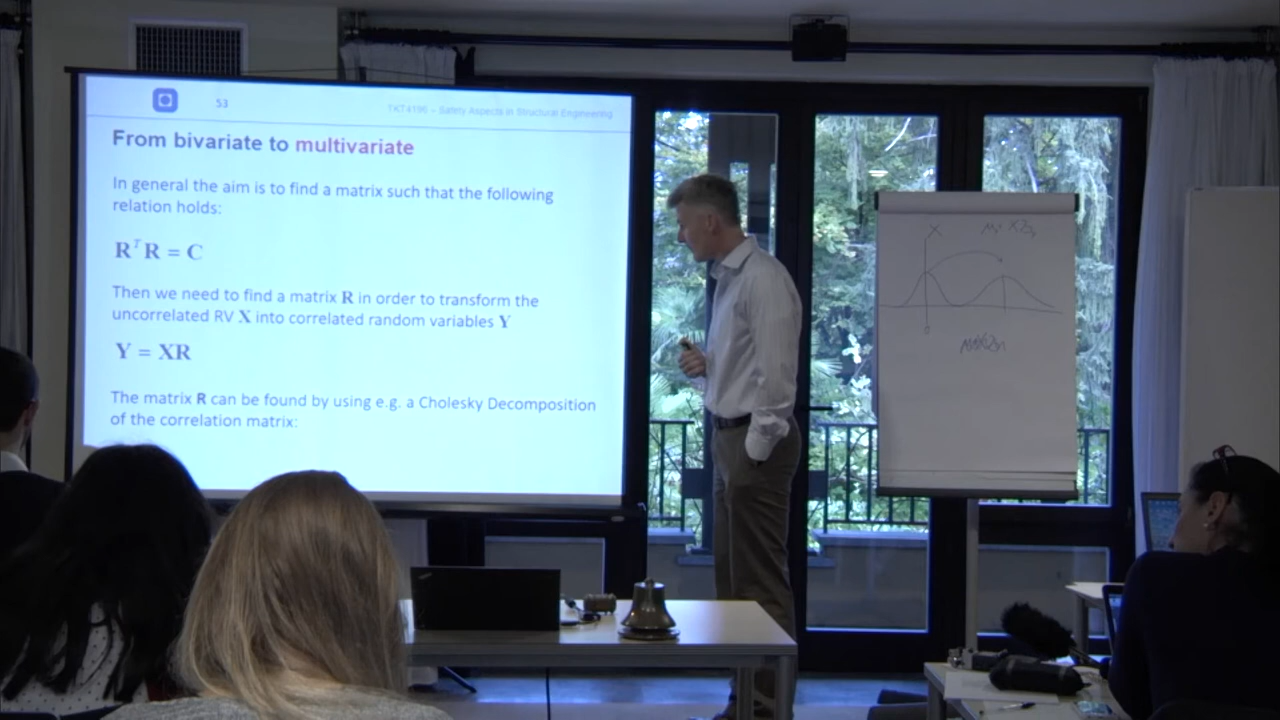 53
TKT4196 – Safety Aspects in Structural Engineering
From bivariate to multivariate
In general the aim is to find a matrix such that the following
relation holds:
RᵀR = C
Then we need to find a matrix R in order to transform the
uncorrelated RV X into correlated random variables Y
Y = XR
The matrix R can be found by using e.g. a Cholesky Decomposition
of the correlation matrix:
X
0